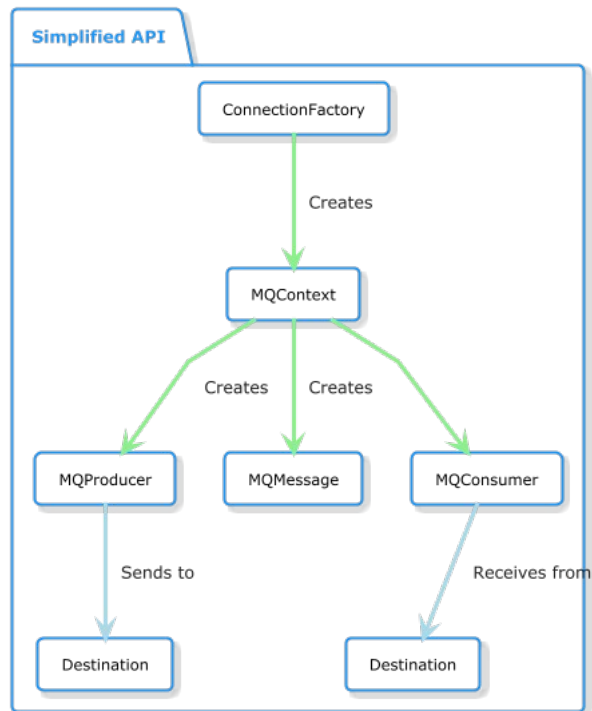 Simplified API
ConnectionFactory
Creates
MQContext
Creates
Creates
MQProducer
MQMessage
MQConsumer
Sends to
Receives from
Destination
Destination